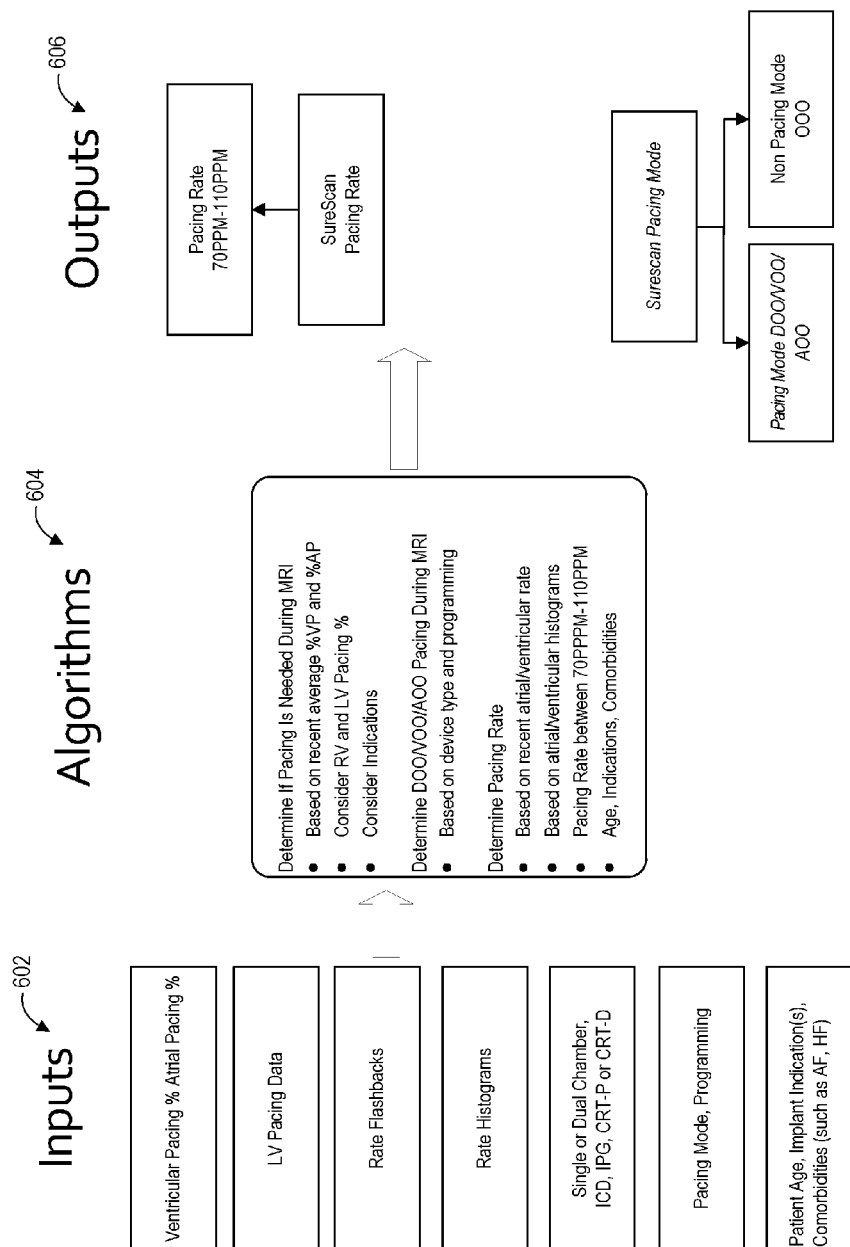 Inputs
602
Ventricular Pacing % Atrial Pacing %
LV Pacing Data
Rate Flashbacks
Rate Histograms
Single or Dual Chamber,
ICD, IPG, CRT-P or CRT-D
Pacing Mode, Programming
Patient Age, Implant Indication(s),
Comorbidities (such as AF, HF)
Algorithms
604
Determine If Pacing Is Needed During MRI
● Based on recent average %VP and %AP
● Consider RV and LV Pacing %
● Consider Indications
Determine DOO/VOO/AOO Pacing During MRI
● Based on device type and programming
Determine Pacing Rate
● Based on recent atrial/ventricular rate
● Based on atrial/ventricular histograms
● Pacing Rate between 70PPPM-110PPM
● Age, Indications, Comorbidities
Outputs
606
Pacing Rate
70PPM-110PPM
SureScan
Pacing Rate
Surescan Pacing Mode
Pacing Mode DOO/VOO/
AOO
Non Pacing Mode
OOO